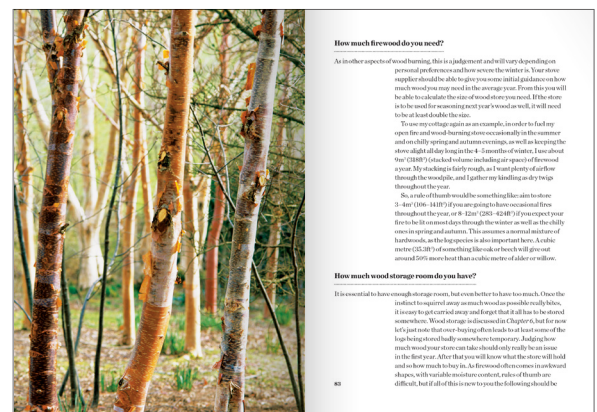 How much firewood do you need?
As in other aspects of wood burning, this is a judgement and will vary depending on
personal preferences and how severe the winter is. Your stove
supplier should be able to give you some initial guidance on how
much wood you may need in the average year. From this you will
be able to calculate the size of wood store you need. If the store
is to be used for seasoning next year's wood as well, it will need
to be at least double the size.
To use my cottage again as an example, in order to fuel my
open fire and wood-burning stove occasionally in the summer
and on chilly spring and autumn evenings, as well as keeping the
stove alight all day long in the 4–5 months of winter, I use about
9m³ (318ft³) (stacked volume including air space) of firewood
a year. My stacking is fairly rough, as I want plenty of airflow
through the woodpile, and I gather my kindling as dry twigs
throughout the year.
So, a rule of thumb would be something like: aim to store
3–4m³ (106–141ft³) if you are going to have occasional fires
throughout the year, or 8–12m³ (283–424ft³) if you expect your
fire to be lit on most days through the winter as well as the chilly
ones in spring and autumn. This assumes a normal mixture of
hardwoods, as the log species is also important here. A cubic
metre (35.3ft³) of something like oak or beech will give out
around 50% more heat than a cubic metre of alder or willow.
How much wood storage room do you have?
It is essential to have enough storage room, but even better to have too much. Once the
instinct to squirrel away as much wood as possible really bites,
it is easy to get carried away and forget that it all has to be stored
somewhere. Wood storage is discussed in Chapter 6, but for now
let's just note that over-buying often leads to at least some of the
logs being stored badly somewhere temporary. Judging how
much wood your store can take should only really be an issue
in the first year. After that you will know what the store will hold
and so how much to buy in. As firewood often comes in awkward
shapes, with variable moisture content, rules of thumb are
83 difficult, but if all of this is new to you the following should be